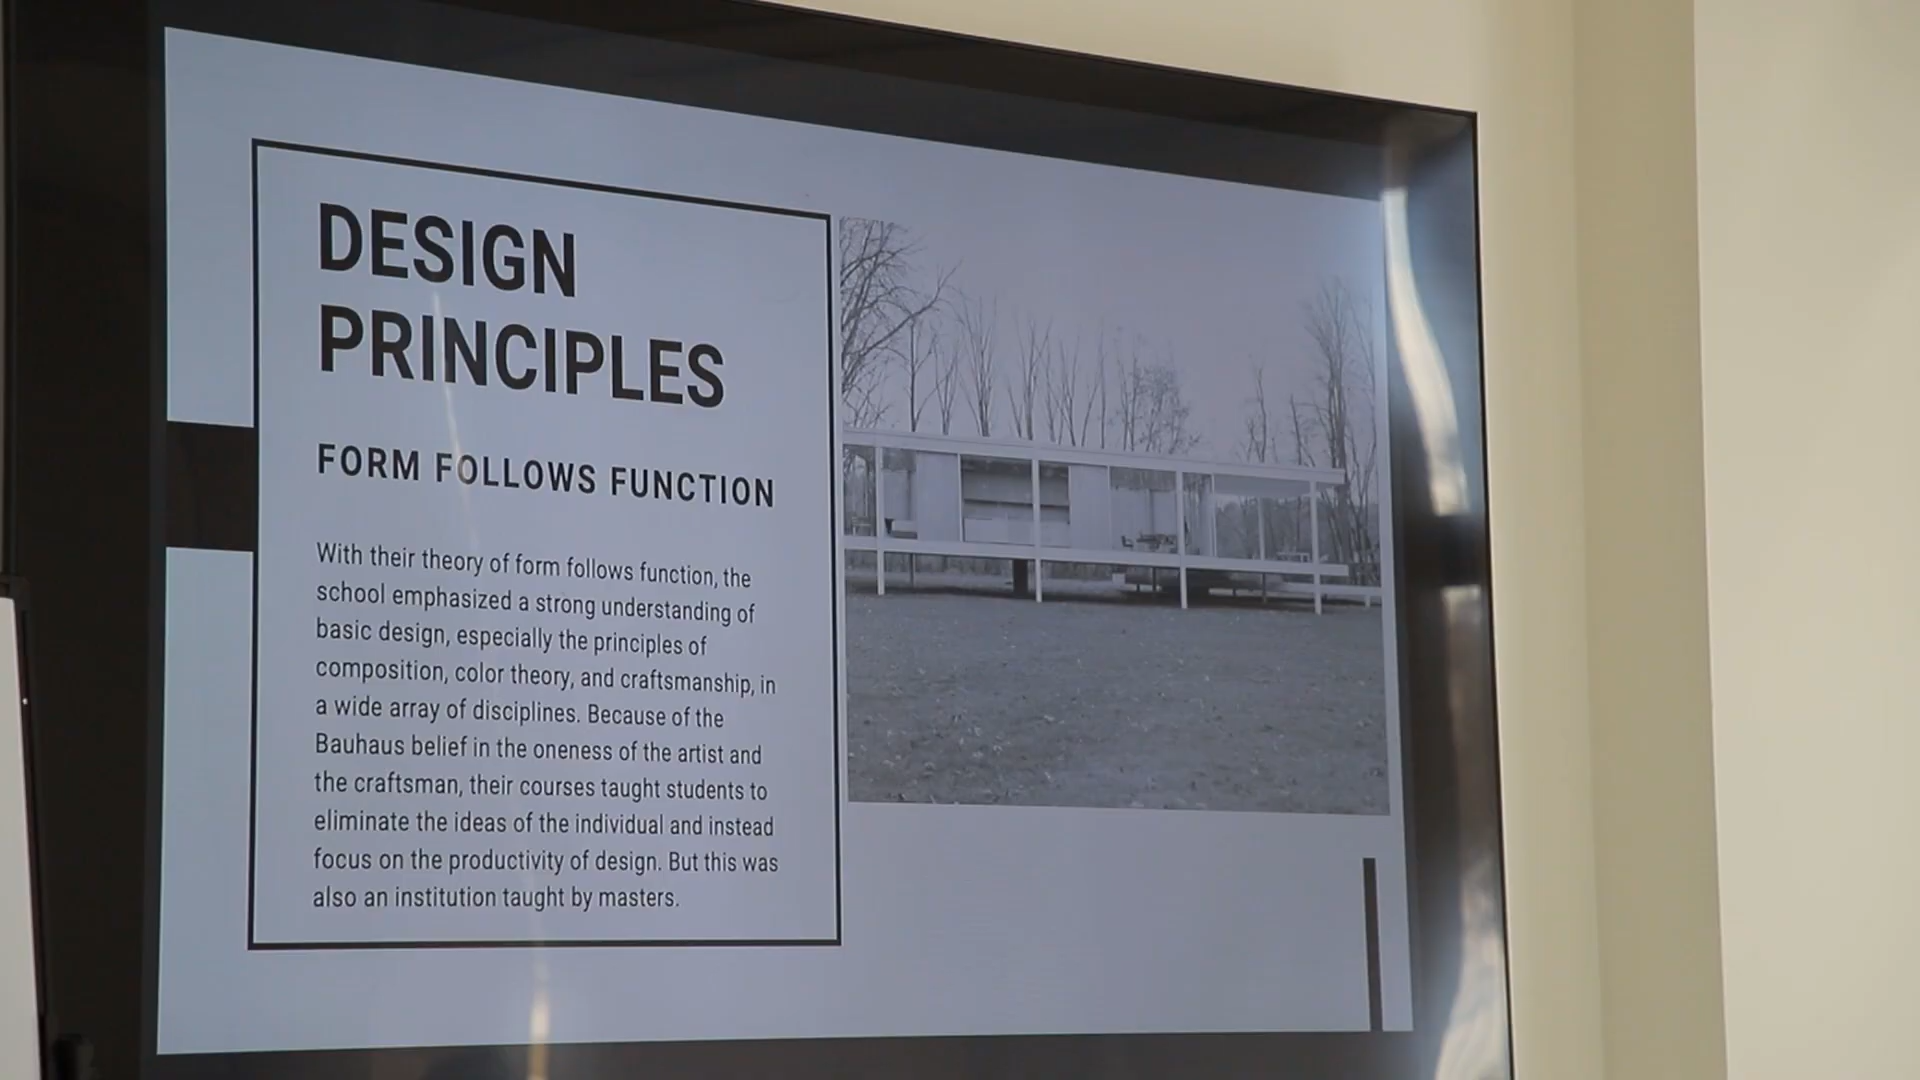 DESIGN
PRINCIPLES
FORM FOLLOWS FUNCTION
With their theory of form follows function, the
school emphasized a strong understanding of
basic design, especially the principles of
composition, color theory, and craftsmanship, in
a wide array of disciplines. Because of the
Bauhaus belief in the oneness of the artist and
the craftsman, their courses taught students to
eliminate the ideas of the individual and instead
focus on the productivity of design. But this was
also an institution taught by masters.